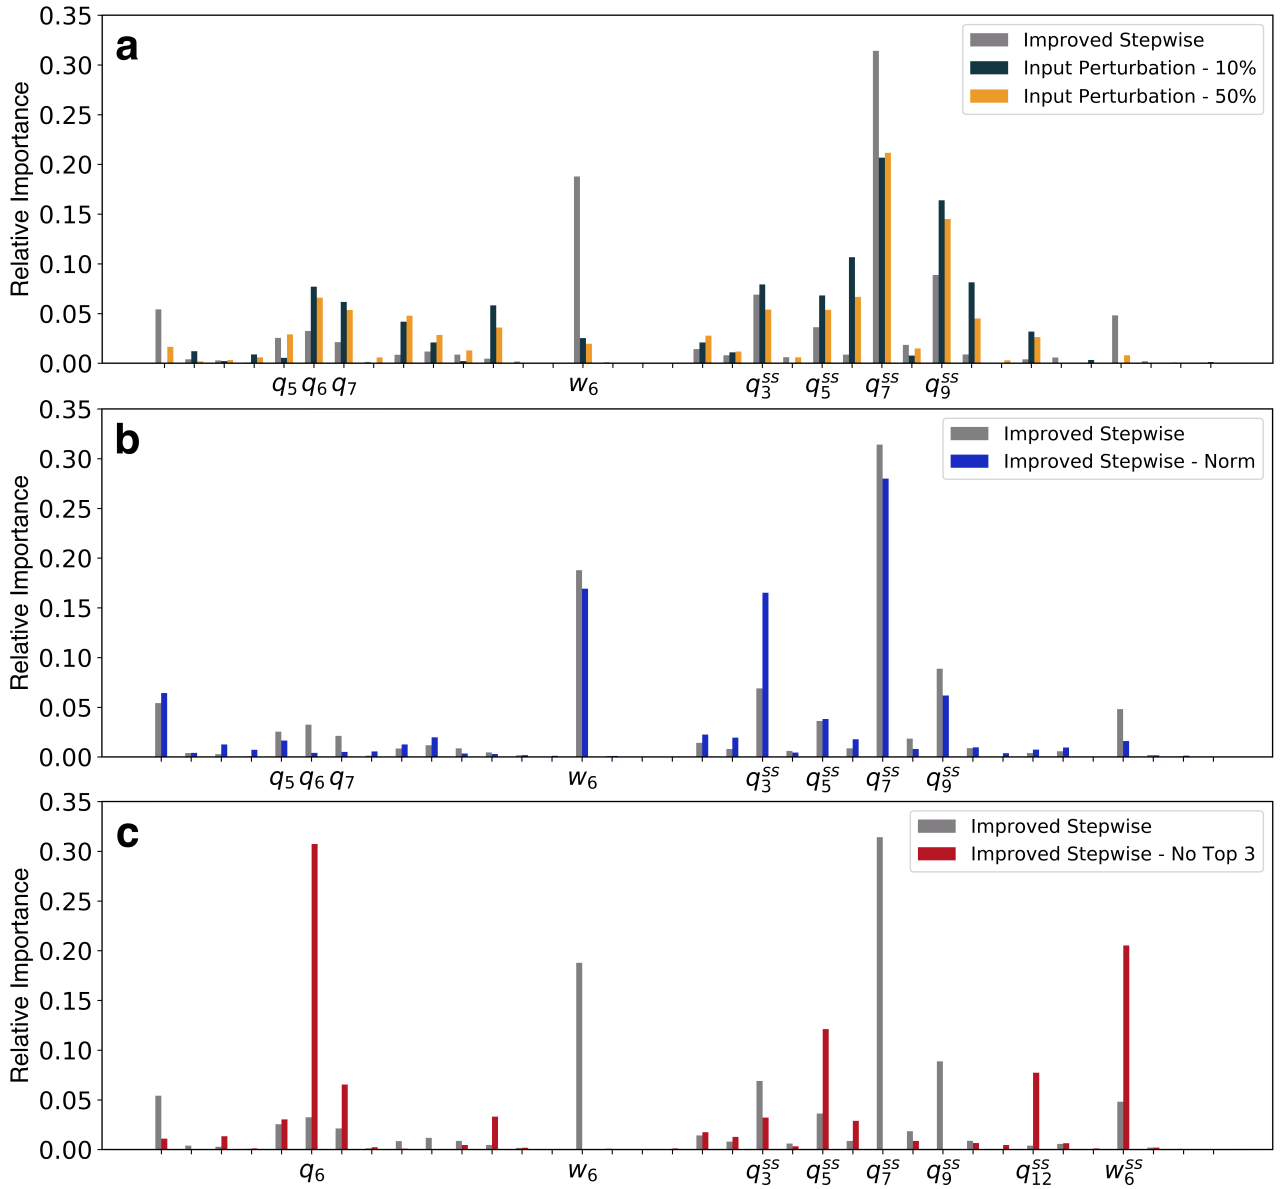 a
Improved Stepwise
Input Perturbation - 10%
Input Perturbation - 50%
Relative Importance
0.35
0.30
0.25
0.20
0.15
0.10
0.05
0.00
q5 q6 q7 w6 q3ss q5ss q7ss q9ss
b
Improved Stepwise
Improved Stepwise - Norm
Relative Importance
0.35
0.30
0.25
0.20
0.15
0.10
0.05
0.00
q5 q6 q7 w6 q3ss q5ss q7ss q9ss
c
Improved Stepwise
Improved Stepwise - No Top 3
Relative Importance
0.35
0.30
0.25
0.20
0.15
0.10
0.05
0.00
q6 w6 q3ss q5ss q7ss q9ss q12ss w6ss